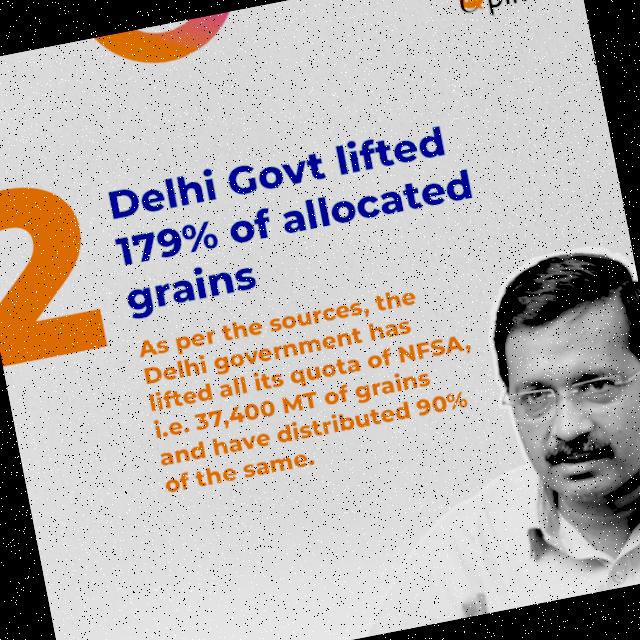 2
Delhi Govt lifted
179% of allocated
grains
As per the sources, the
Delhi government has
lifted all its quota of NFSA,
i.e. 37,400 MT of grains
and have distributed 90%
of the same.